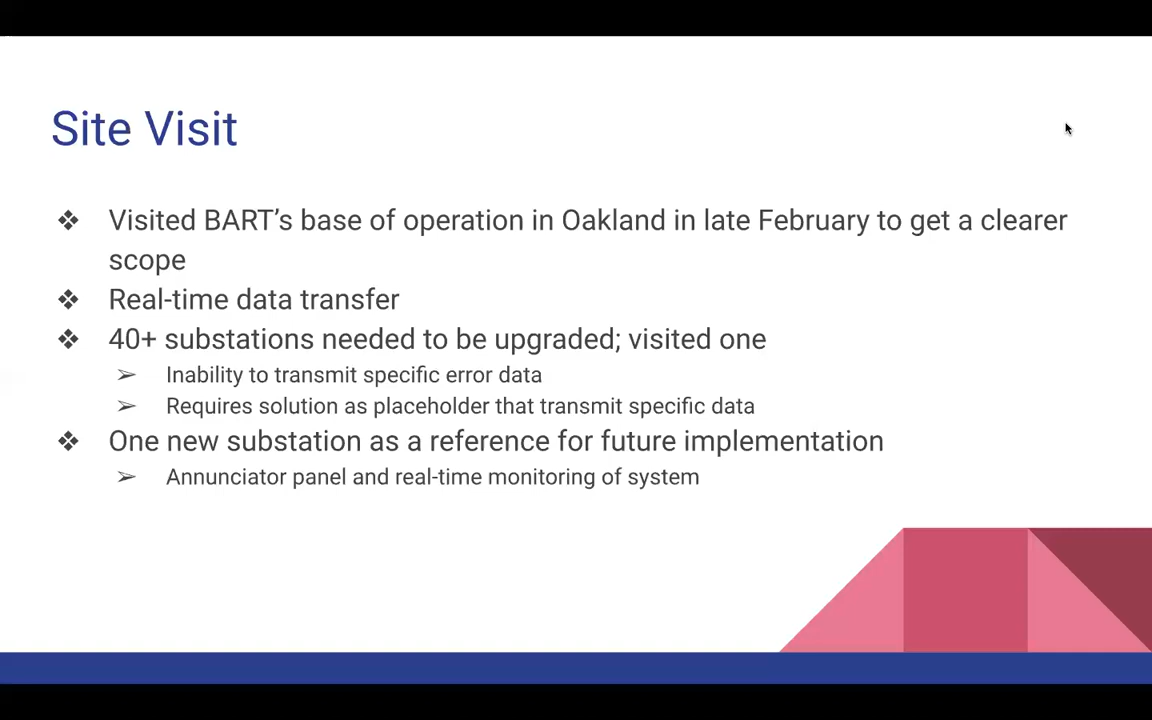 Site Visit
❖ Visited BART's base of operation in Oakland in late February to get a clearer
scope
❖ Real-time data transfer
❖ 40+ substations needed to be upgraded; visited one
➢ Inability to transmit specific error data
➢ Requires solution as placeholder that transmit specific data
❖ One new substation as a reference for future implementation
➢ Annunciator panel and real-time monitoring of system